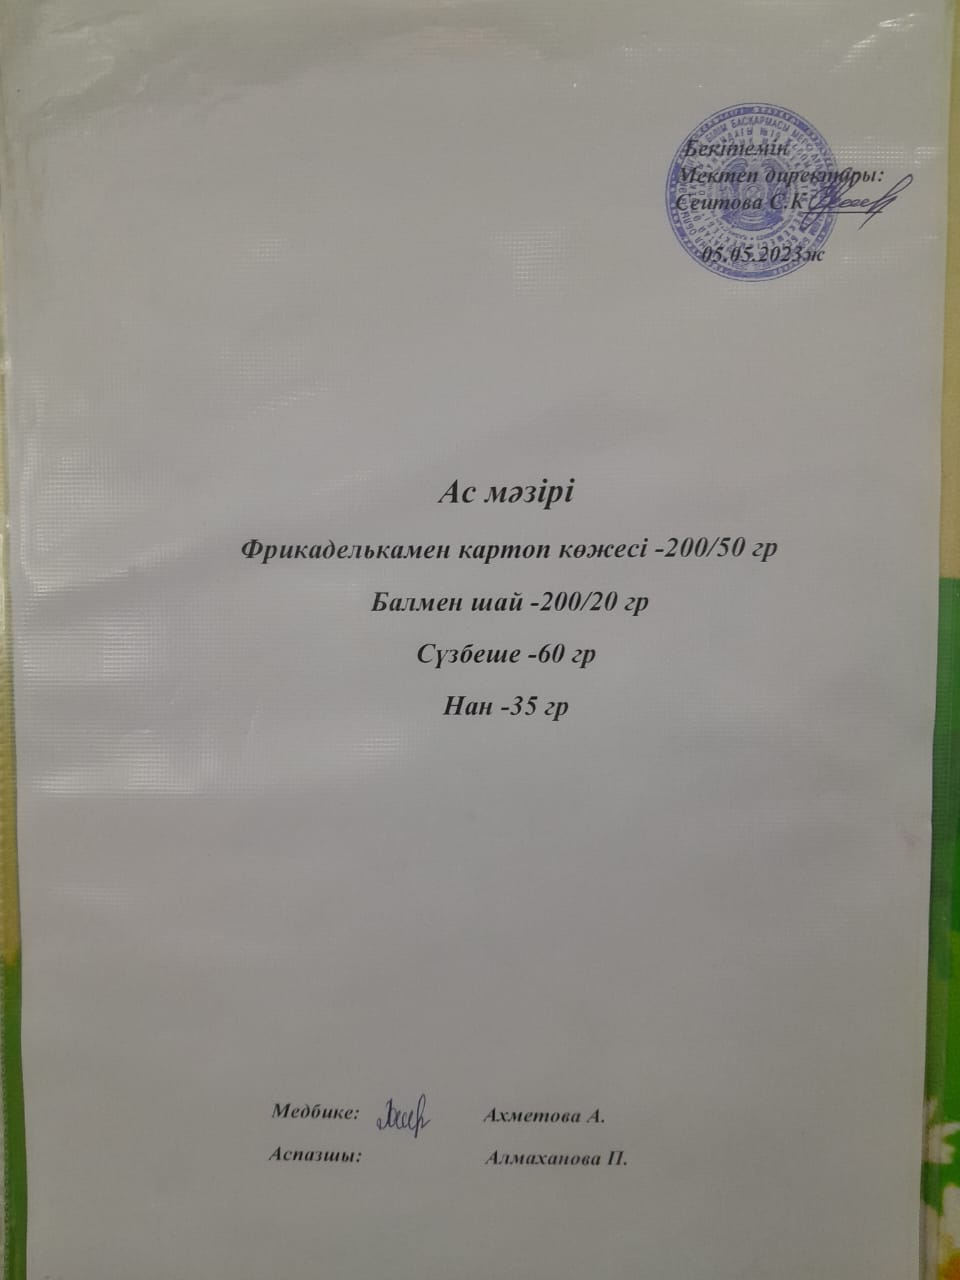 Бекітемін
Мектеп директары:
Сеитова С.К
05.05.2023ж
Ас мәзірі
Фрикаделькамен картоп көжесі -200/50 гр
Балмен шай -200/20 гр
Сүзбеше -60 гр
Нан -35 гр
Медбике: Ахметова А.
Аспазшы: Алмаханова П.